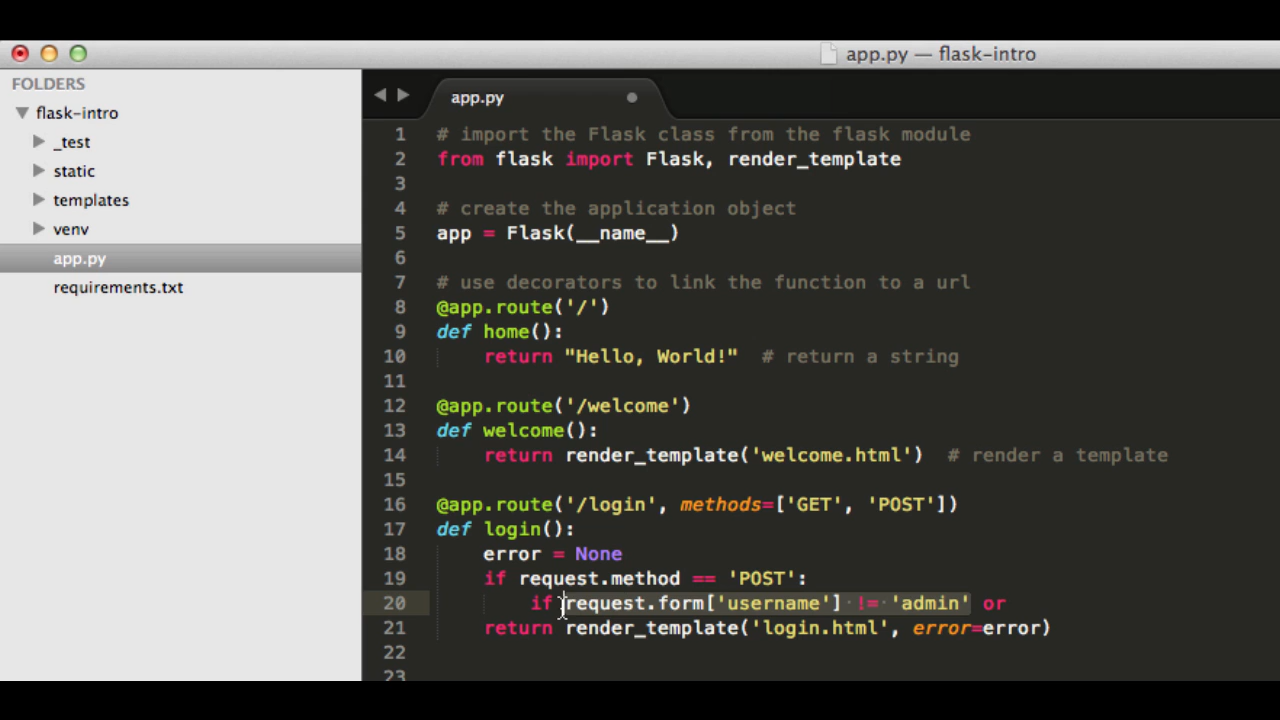 app.py — flask-intro
FOLDERS
flask-intro
_test
static
templates
venv
app.py
requirements.txt
app.py
1 # import the Flask class from the flask module
2 from flask import Flask, render_template
3
4 # create the application object
5 app = Flask(__name__)
6
7 # use decorators to link the function to a url
8 @app.route('/')
9 def home():
10     return "Hello, World!"  # return a string
11
12 @app.route('/welcome')
13 def welcome():
14     return render_template('welcome.html')  # render a template
15
16 @app.route('/login', methods=['GET', 'POST'])
17 def login():
18     error = None
19     if request.method == 'POST':
20         if request.form['username'] != 'admin' or
21     return render_template('login.html', error=error)
22
23